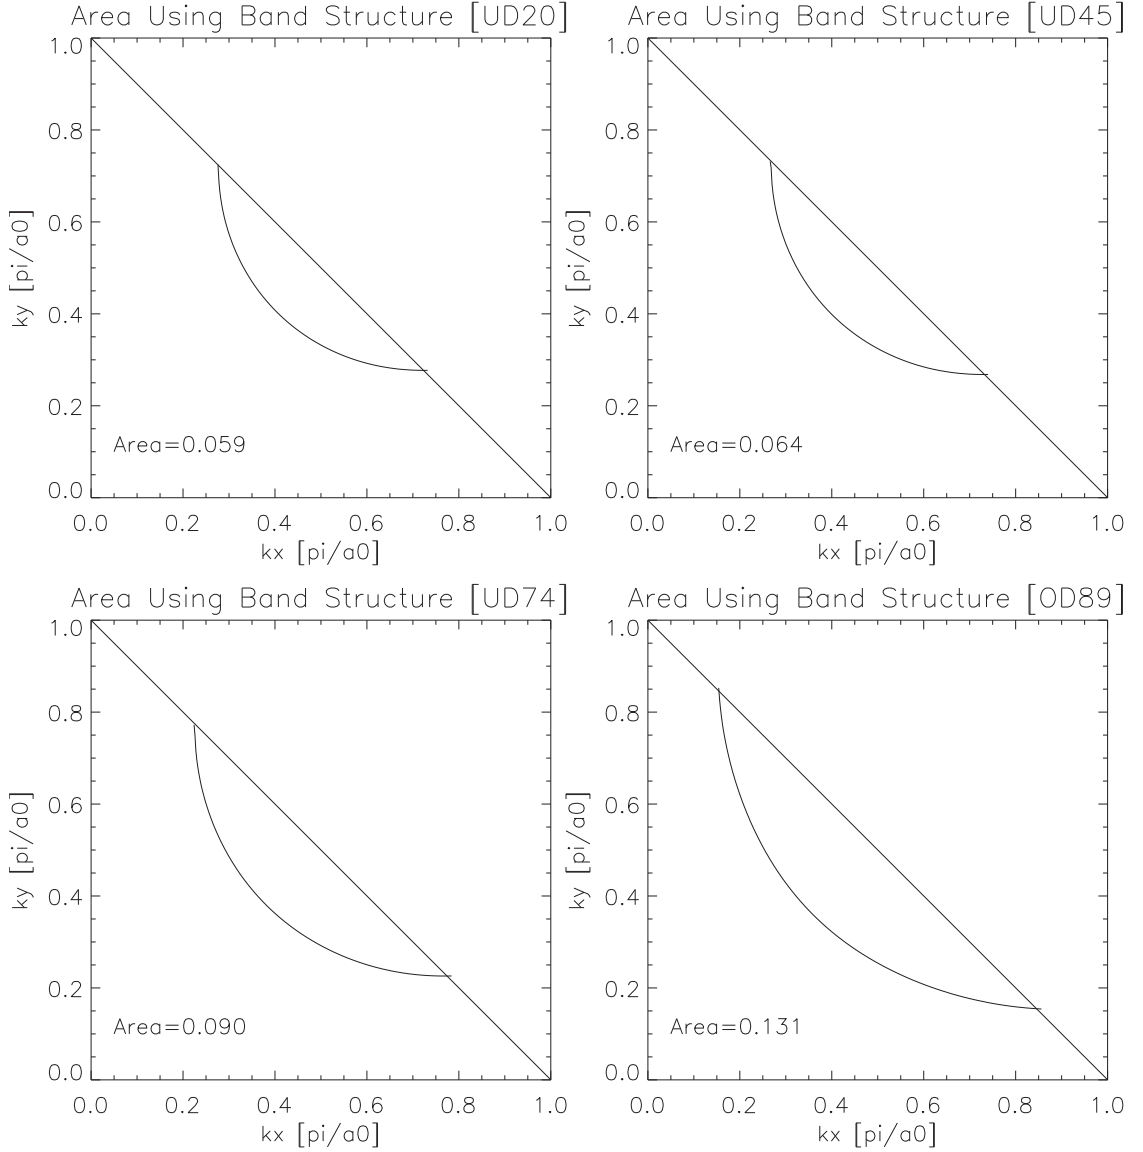 Area Using Band Structure [UD20]
1.0
0.8
0.6
0.4
0.2
0.0
ky [pi/a0]
Area=0.059
0.0 0.2 0.4 0.6 0.8 1.0
kx [pi/a0]
Area Using Band Structure [UD45]
1.0
0.8
0.6
0.4
0.2
0.0
ky [pi/a0]
Area=0.064
0.0 0.2 0.4 0.6 0.8 1.0
kx [pi/a0]
Area Using Band Structure [UD74]
1.0
0.8
0.6
0.4
0.2
0.0
ky [pi/a0]
Area=0.090
0.0 0.2 0.4 0.6 0.8 1.0
kx [pi/a0]
Area Using Band Structure [OD89]
1.0
0.8
0.6
0.4
0.2
0.0
ky [pi/a0]
Area=0.131
0.0 0.2 0.4 0.6 0.8 1.0
kx [pi/a0]